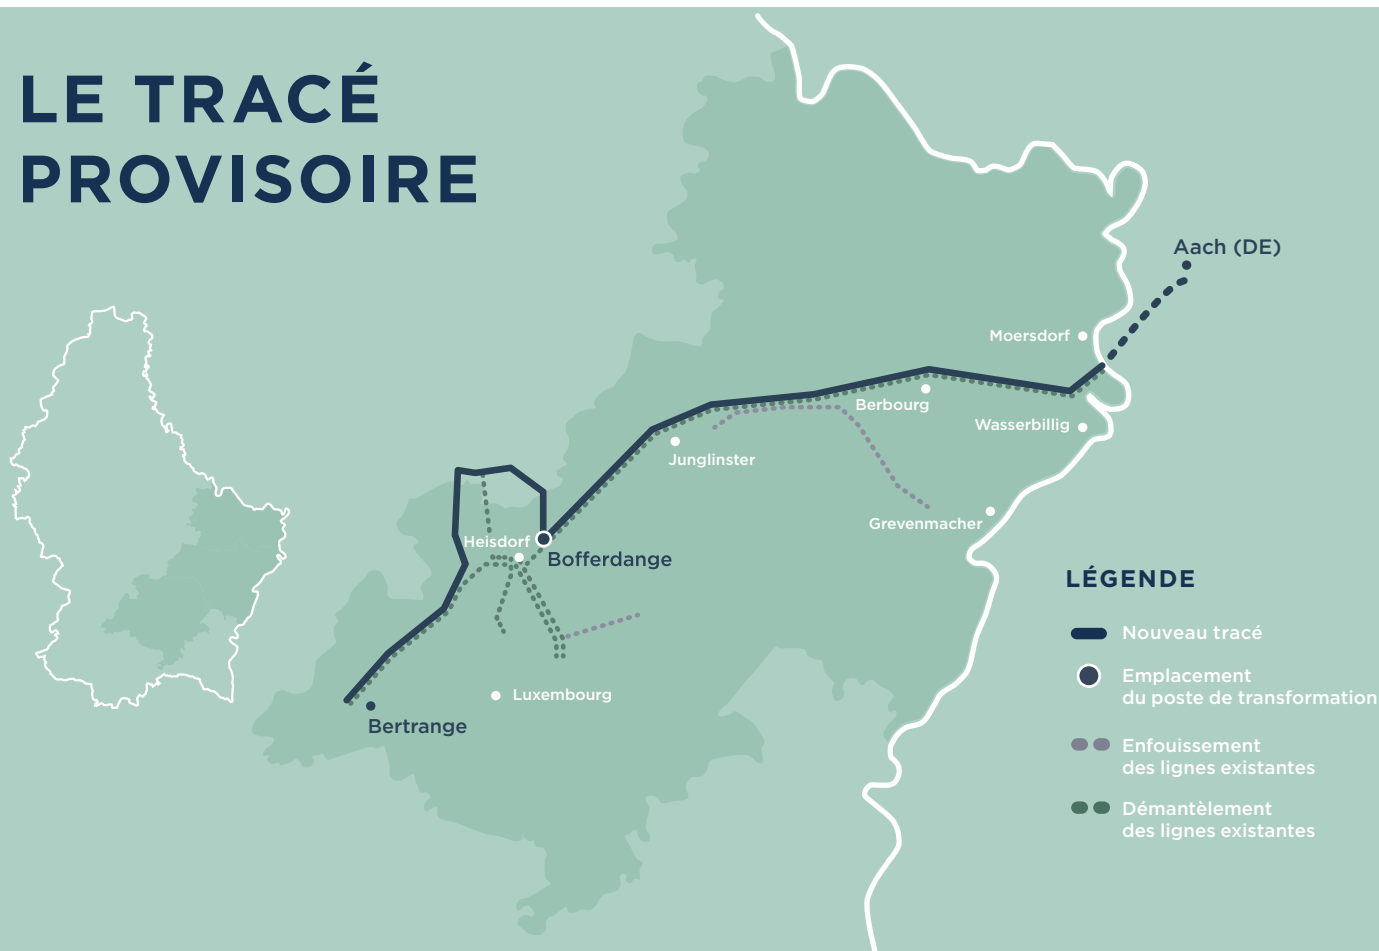 LE TRACÉ
PROVISOIRE
Aach (DE)
Moersdorf
Berbourg
Wasserbillig
Junglinster
Grevenmacher
Heisdorf
Bofferdange
Luxembourg
Bertrange
LÉGENDE
Nouveau tracé
Emplacement
du poste de transformation
Enfouissement
des lignes existantes
Démantèlement
des lignes existantes